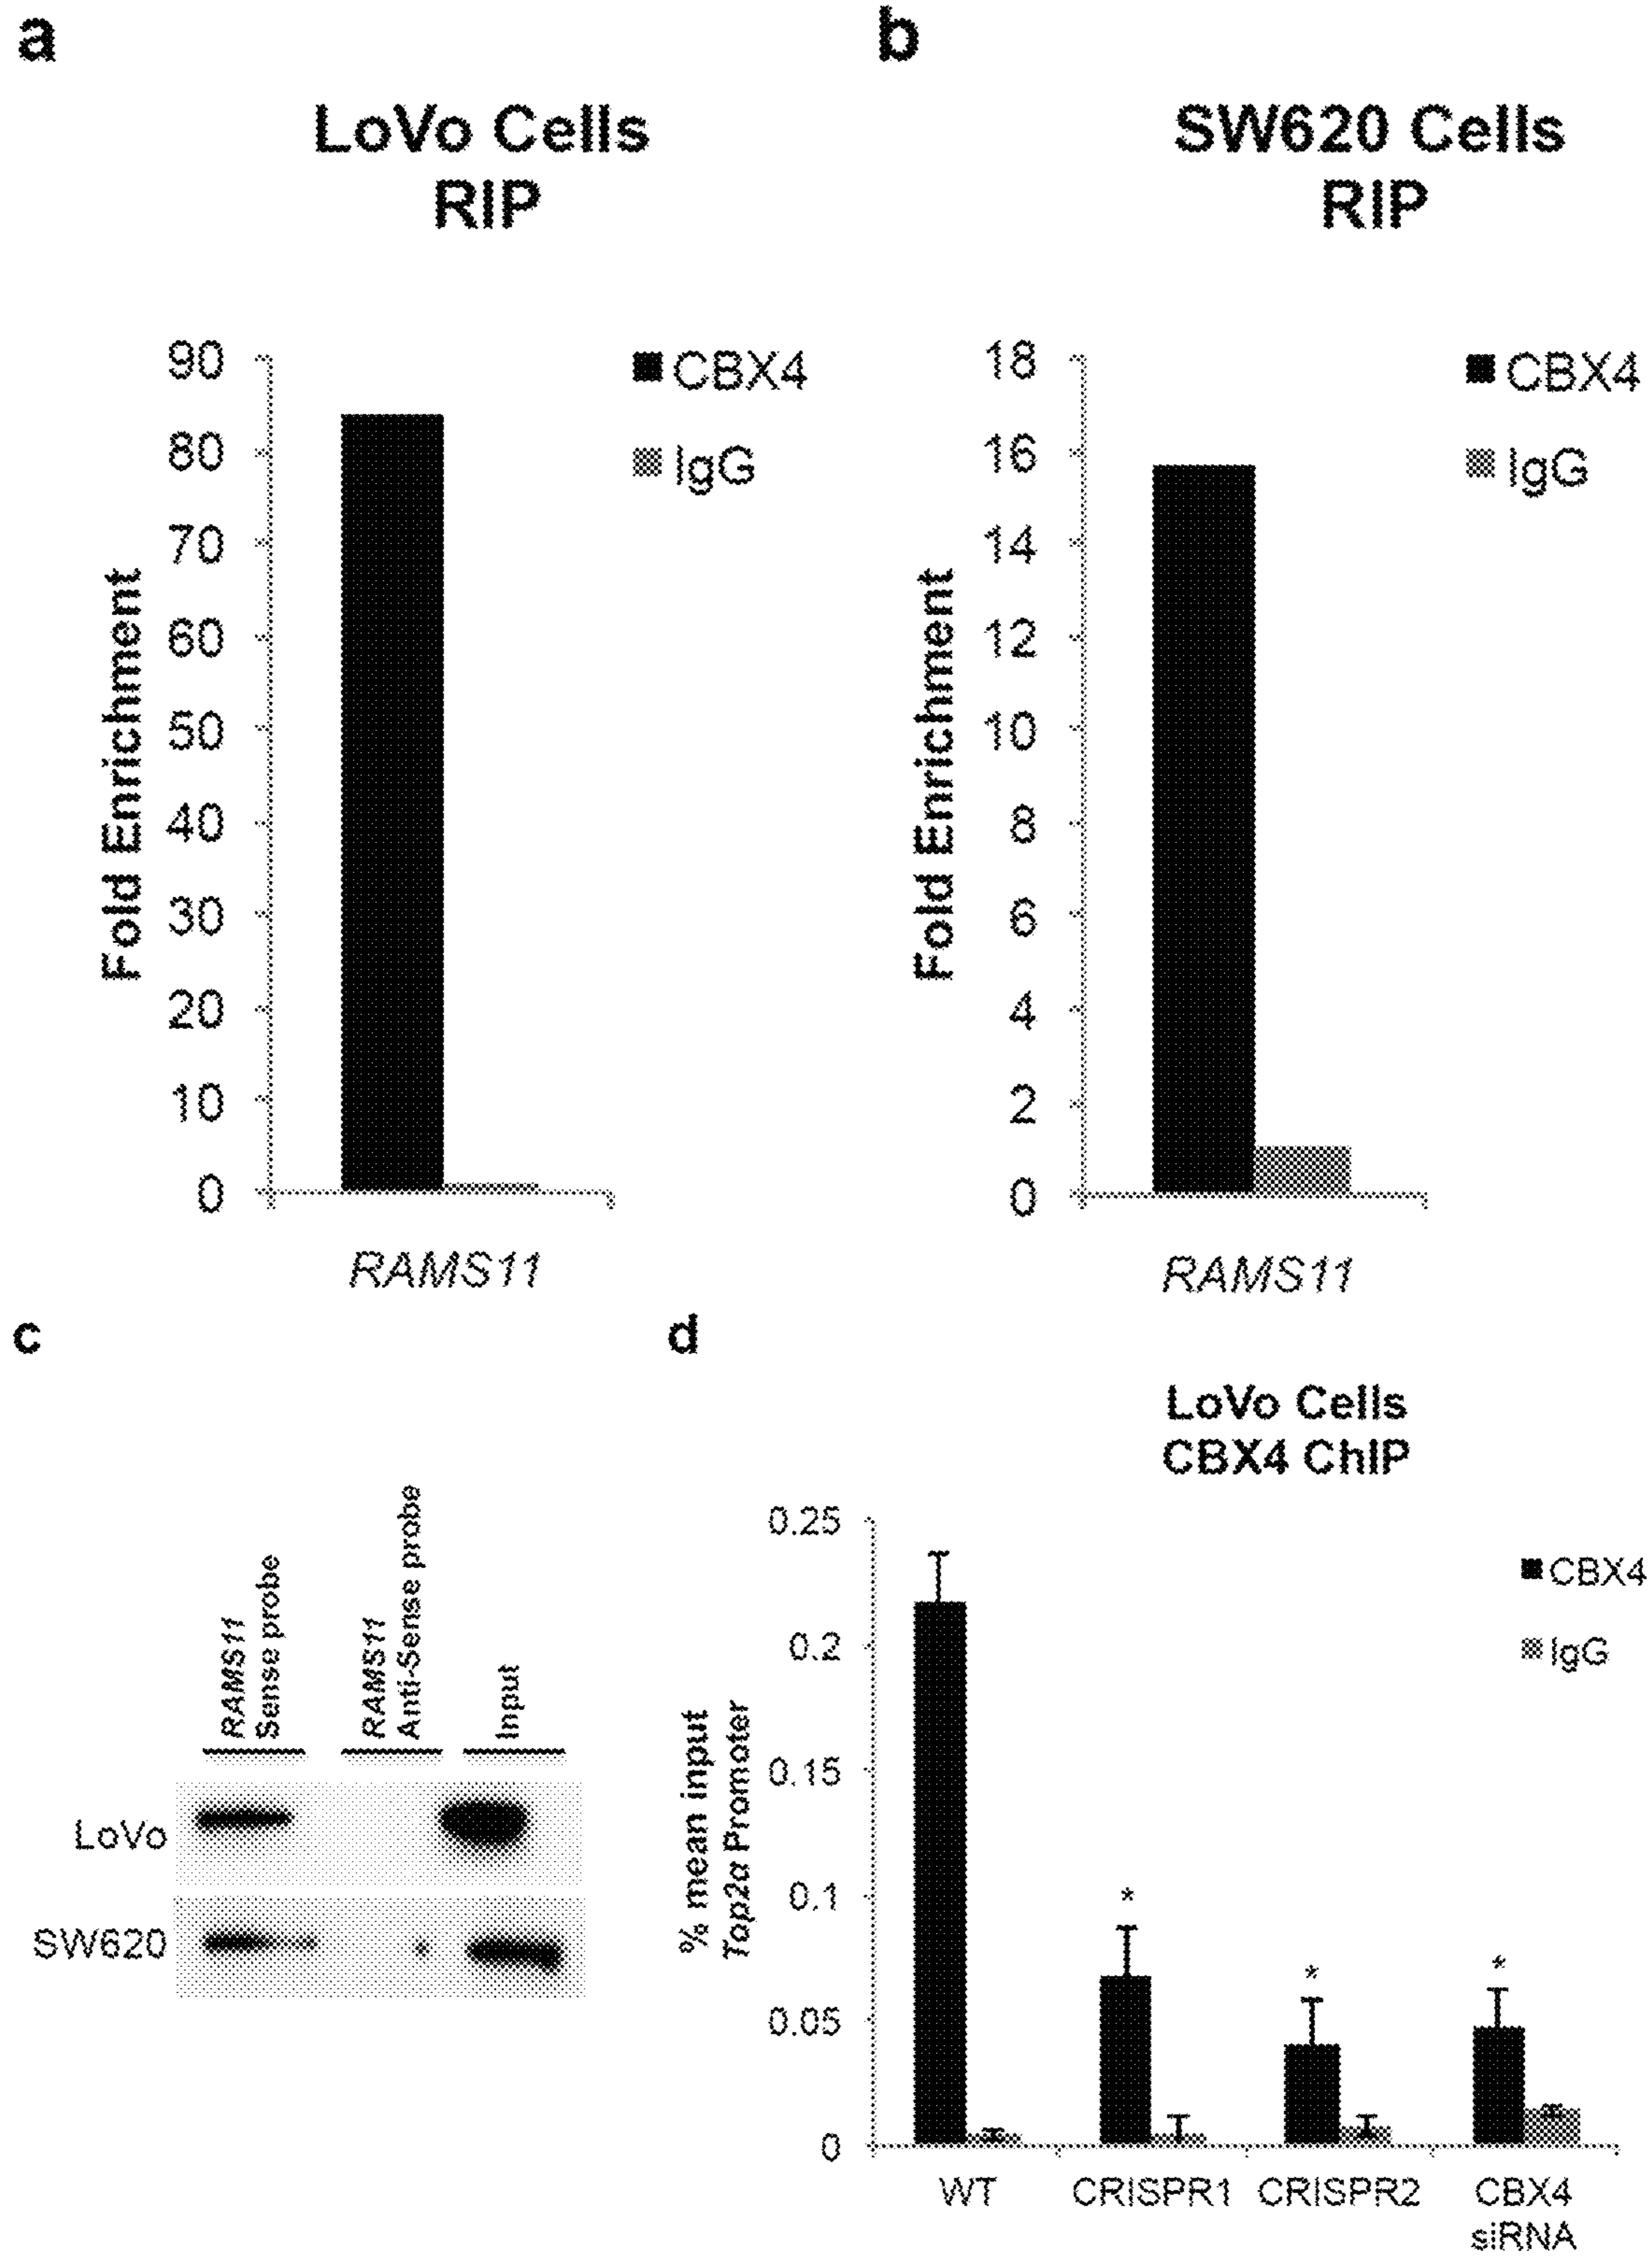 a
LoVo Cells
RIP
90
80
70
60
50
40
30
20
10
0
Fold Enrichment
CBX4
IgG
RAMS11
b
SW620 Cells
RIP
18
16
14
12
10
8
6
4
2
0
Fold Enrichment
CBX4
IgG
RAMS11
c
RAMS11
Sense probe
RAMS11
Anti-Sense probe
Input
LoVo
SW620
d
LoVo Cells
CBX4 ChIP
0.25
0.2
0.15
0.1
0.05
0
% mean input
Top2α Promoter
CBX4
IgG
*
*
*
WT
CRISPR1
CRISPR2
CBX4
siRNA